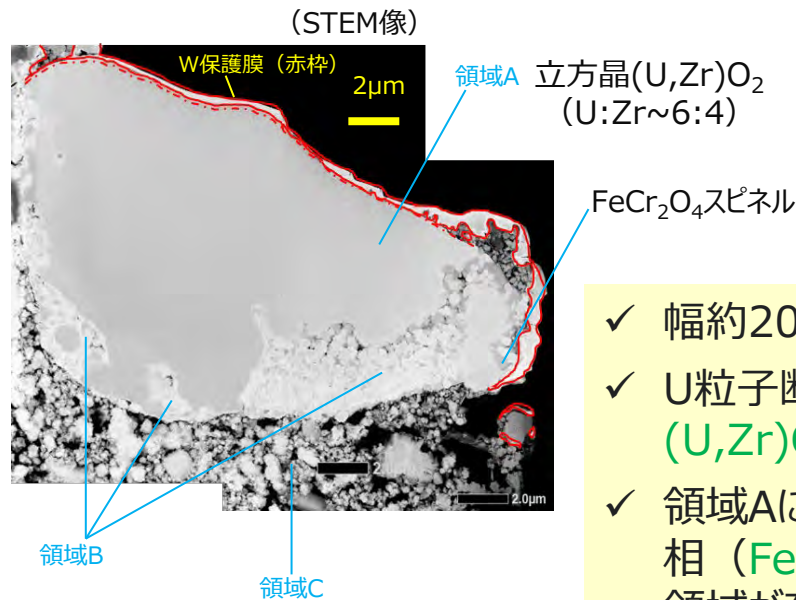 （STEM像）
W保護膜（赤枠）
2μm
領域A 立方晶(U,Zr)O₂
（U:Zr~6:4）
FeCr₂O₄スピネル
✓ 幅約20
✓ U粒子断
(U,Zr)
✓ 領域Aに
相（Fe
2.0μm
領域B
領域C